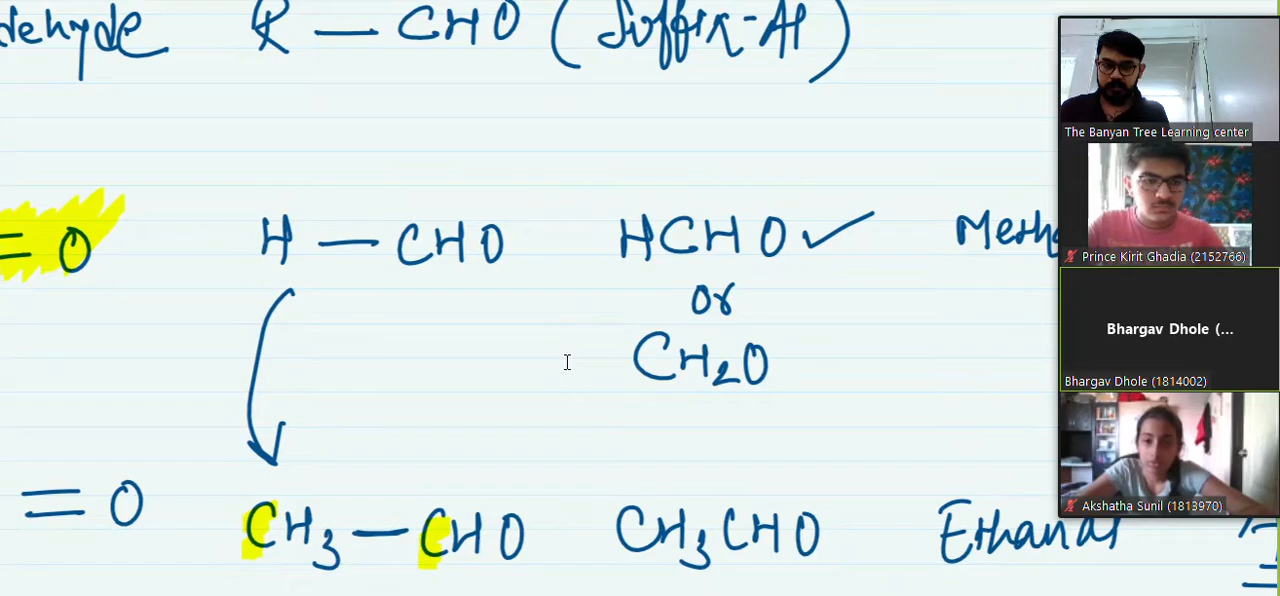 dehyde R — CHO (Suffix-Al)
= O H — CHO HCHO ✓ Metha
or
CH2O
= O CH3 — CHO CH3CHO Ethanal
The Banyan Tree Learning center
Prince Kirit Ghadia (2152766)
Bhargav Dhole (...
Bhargav Dhole (1814002)
Akshatha Sunil (1813970)